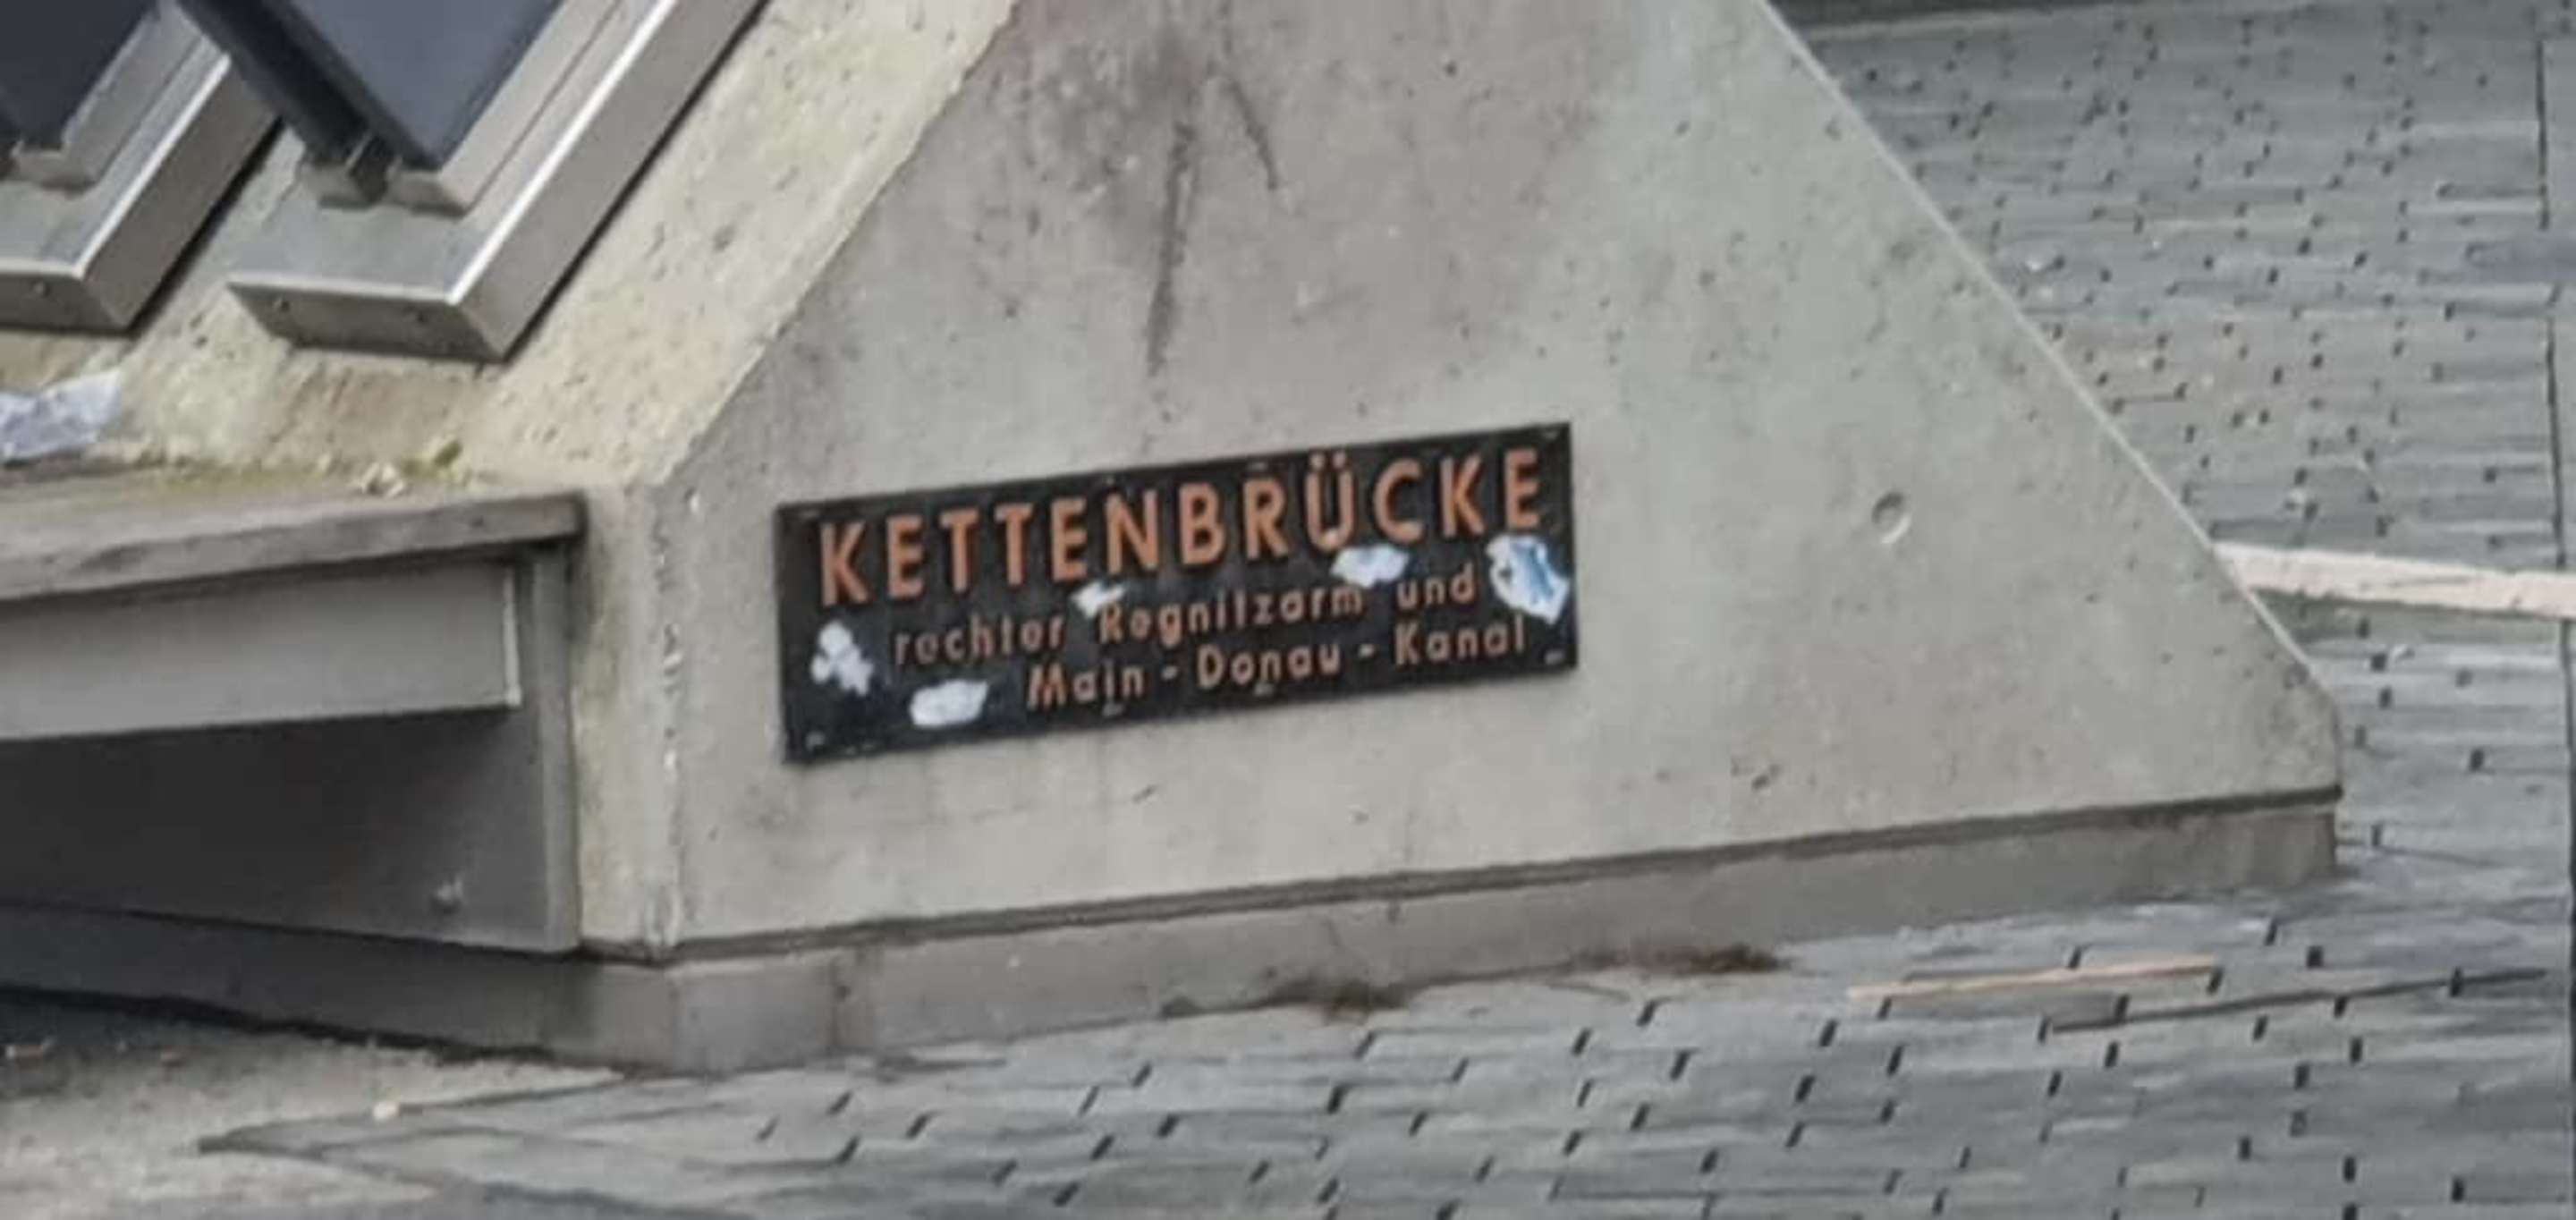 KETTENBRÜCKE
rechter Regnitzarm und
Main - Donau - Kanal